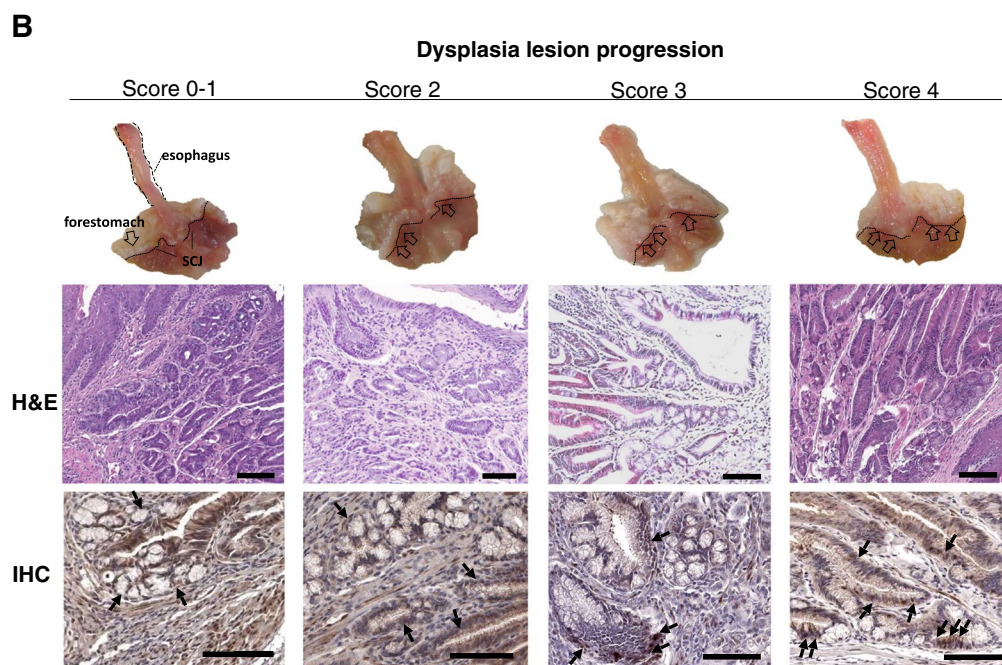 B
Dysplasia lesion progression
Score 0-1 Score 2 Score 3 Score 4
esophagus
forestomach
SCJ
H&E
IHC